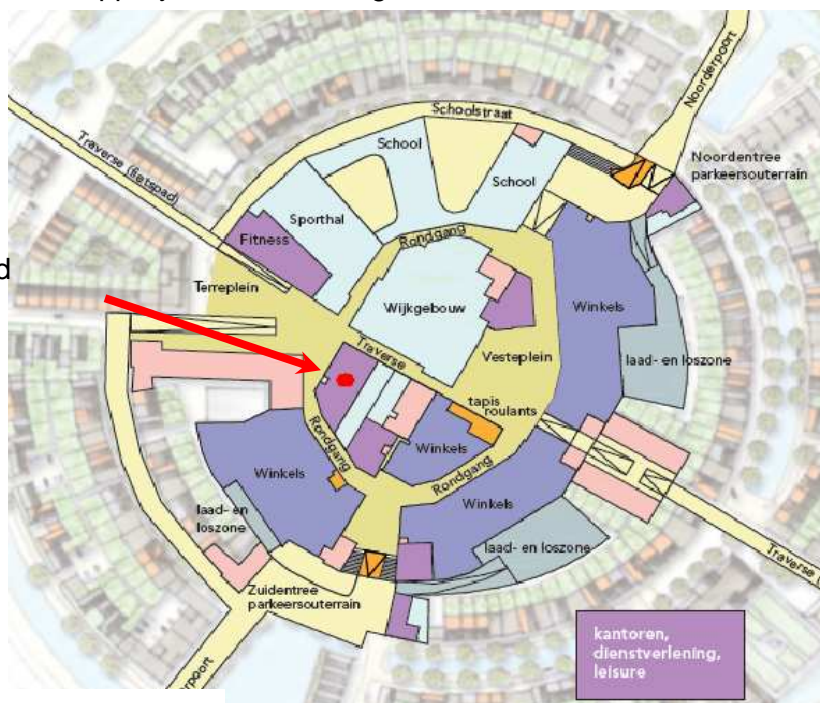 Schoolstraat
Noorderpoort
School
Traverse (fietspad)
School
Noordentree
parkeersouterrain
Sporthal
Rondgang
Fitness
d
Terreplein
Wijkgebouw
Winkels
Traverse
Vesteplein
laad- en loszone
tapis
roulants
Winkels
Rondgang
Winkels
Rondgang
Winkels
laad- en
loszone
laad- en loszone
Traverse (
Zuidentree
parkeersouterrain
kantoren,
dienstverlening,
leisure